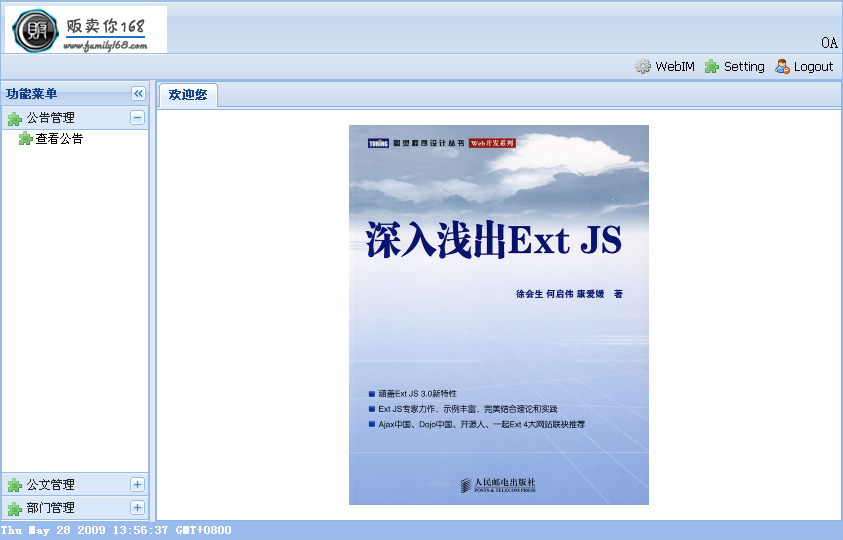 贩卖你168
www.family168.com
OA
WebIM Setting Logout
功能菜单
欢迎您
公告管理
查看公告
TURING 图灵程序设计丛书 Web开发系列
深入浅出Ext JS
徐会生 何启伟 康爱媛 著
涵盖Ext JS 3.0新特性
Ext JS专家力作，示例丰富，完美结合理论和实践
Ajax中国、Dojo中国、开源人、一起Ext 4大网站联袂推荐
人民邮电出版社
POSTS & TELECOM PRESS
公文管理
部门管理
Thu May 28 2009 13:56:37 GMT+0800